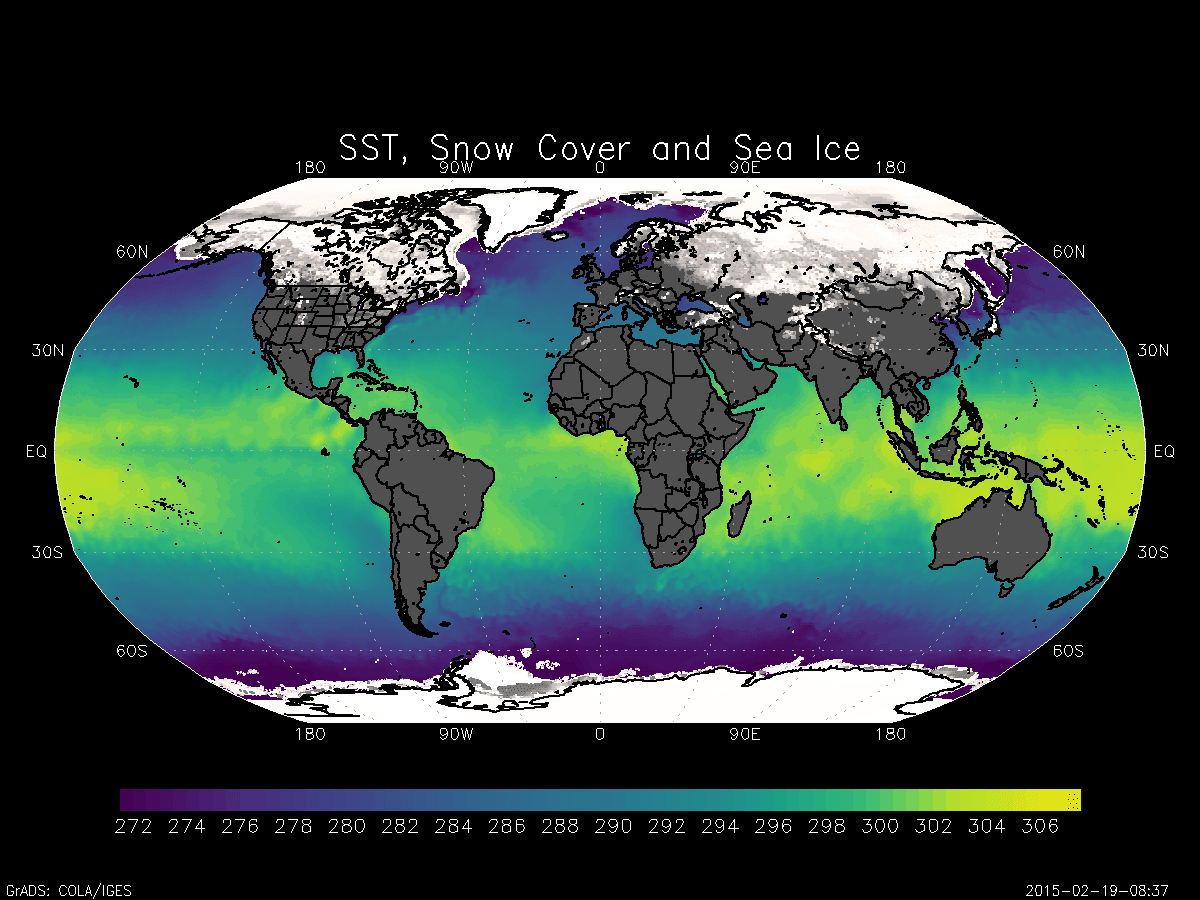 SST, Snow Cover and Sea Ice
180 90W 0 90E 180
60N 60N
30N 30N
EQ EQ
30S 30S
60S 60S
180 90W 0 90E 180
272 274 276 278 280 282 284 286 288 290 292 294 296 298 300 302 304 306
GrADS: COLA/IGES 2015-02-19-08:37